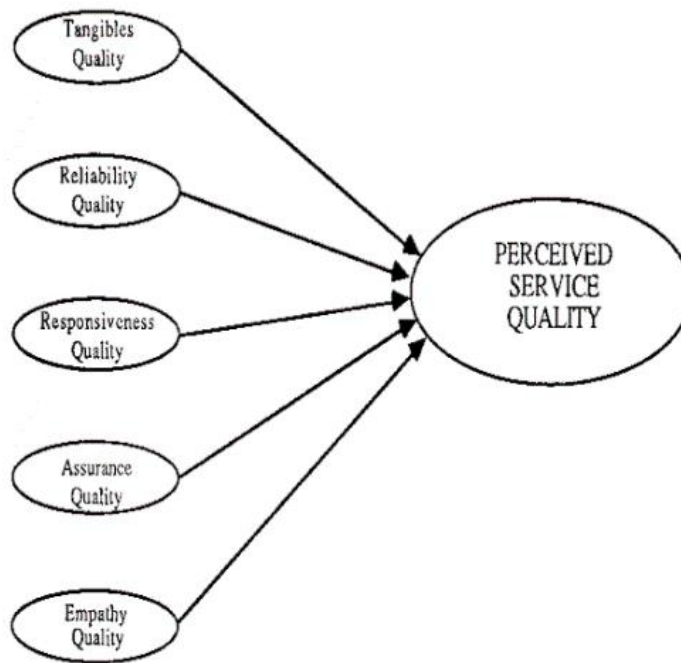 Tangibles
Quality
Reliability
Quality
Responsiveness
Quality
Assurance
Quality
Empathy
Quality
PERCEIVED
SERVICE
QUALITY